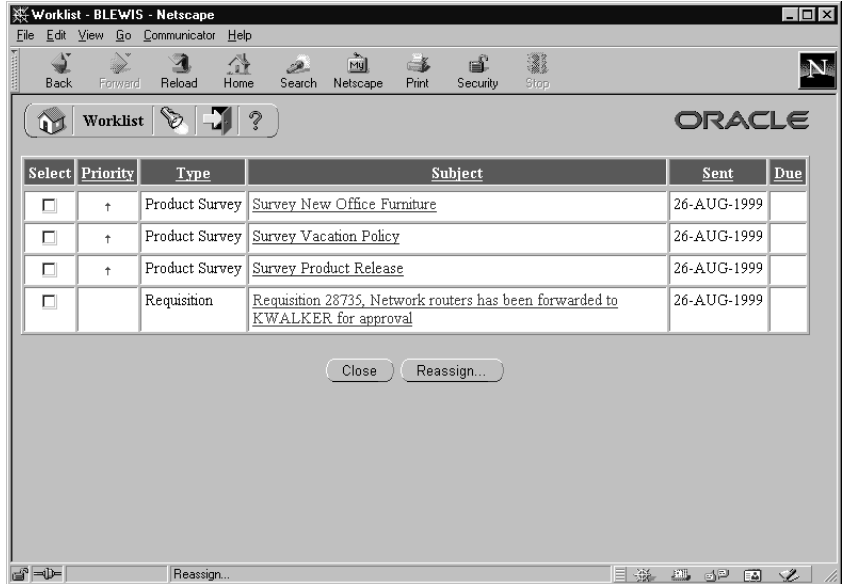 Worklist - BLEWIS - Netscape
File Edit View Go Communicator Help
Back Forward Reload Home Search Netscape Print Security Stop
My
N
Worklist ?
ORACLE
Select Priority Type Subject Sent Due
↑ Product Survey Survey New Office Furniture 26-AUG-1999
↑ Product Survey Survey Vacation Policy 26-AUG-1999
↑ Product Survey Survey Product Release 26-AUG-1999
Requisition Requisition 28735, Network routers has been forwarded to 26-AUG-1999
KWALKER for approval
Close Reassign...
Reassign...